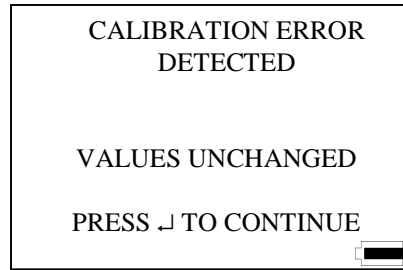 CALIBRATION ERROR
DETECTED
VALUES UNCHANGED
PRESS ↵ TO CONTINUE